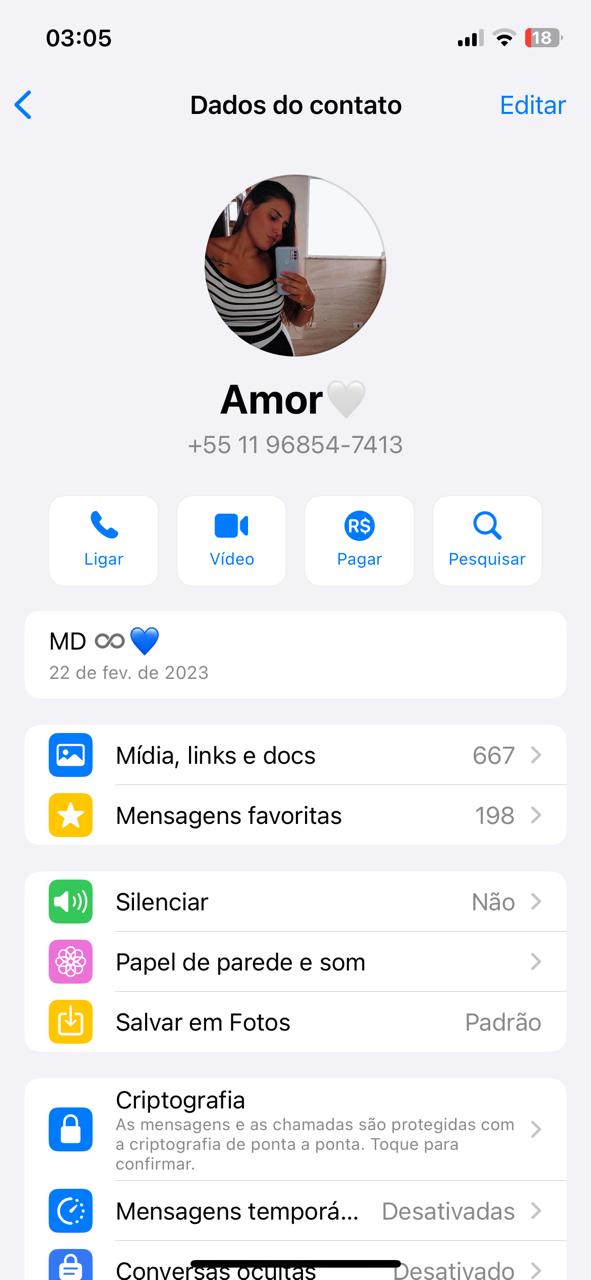 03:05
18
Dados do contato
Editar
Amor🤍
+55 11 96854-7413
Ligar
Vídeo
R$
Pagar
Pesquisar
MD ∞💙
22 de fev. de 2023
Mídia, links e docs 667
Mensagens favoritas 198
Silenciar Não
Papel de parede e som
Salvar em Fotos Padrão
Criptografia
As mensagens e as chamadas são protegidas com
a criptografia de ponta a ponta. Toque para
confirmar.
Mensagens temporá... Desativadas
Conversas ocultas Desativado